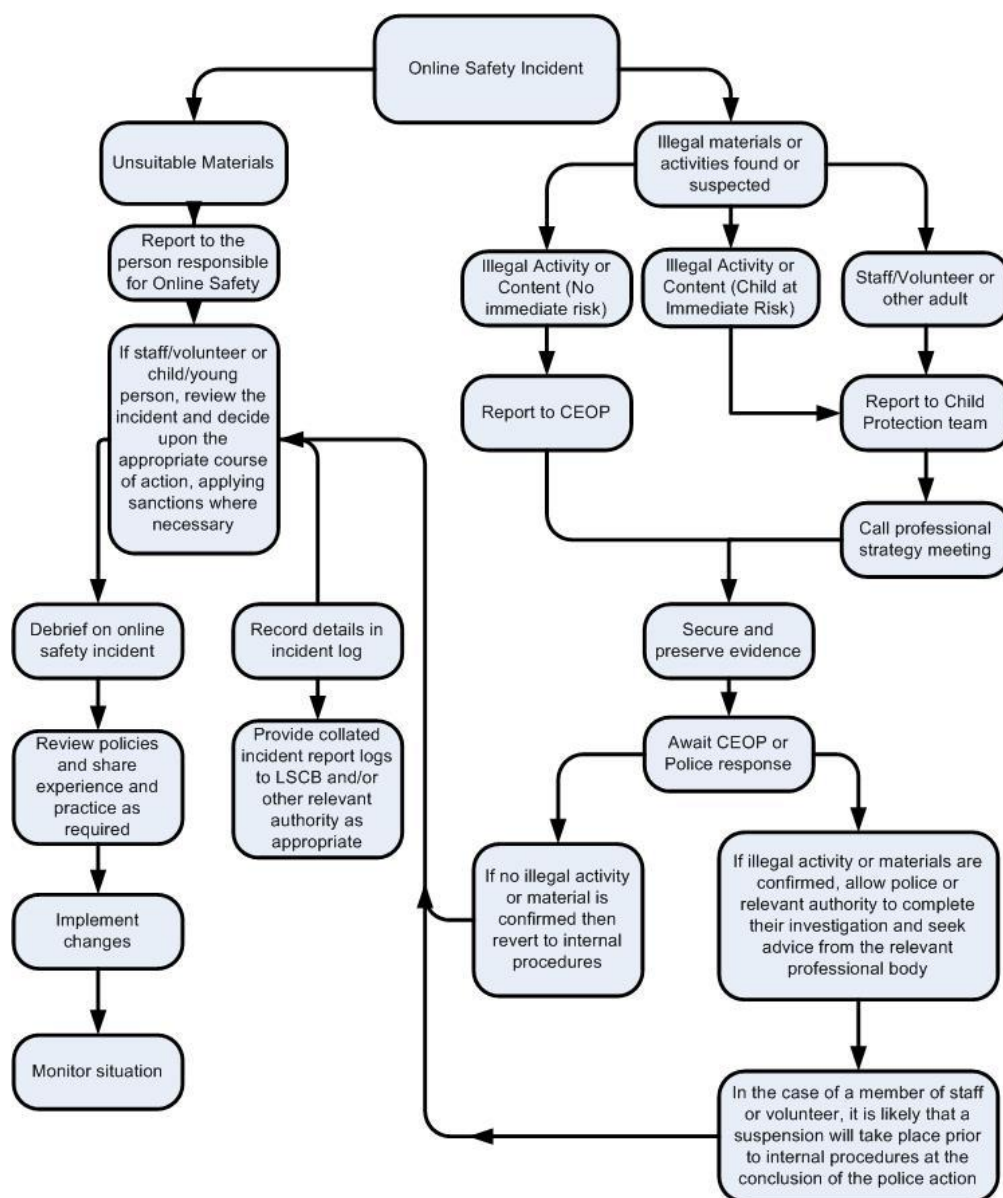 Online Safety Incident
Unsuitable Materials
Report to the
person responsible
for Online Safety
If staff/volunteer or
child/young
person, review the
incident and decide
upon the
appropriate course
of action, applying
sanctions where
necessary
Debrief on online
safety incident
Review policies
and share
experience and
practice as
required
Implement
changes
Monitor situation
Record details in
incident log
Provide collated
incident report logs
to LSCB and/or
other relevant
authority as
appropriate
Illegal materials or
activities found or
suspected
Illegal Activity or
Content (No
immediate risk)
Illegal Activity or
Content (Child at
Immediate Risk)
Staff/Volunteer or
other adult
Report to CEOP
Report to Child
Protection team
Call professional
strategy meeting
Secure and
preserve evidence
Await CEOP or
Police response
If no illegal activity
or material is
confirmed then
revert to internal
procedures
If illegal activity or materials are
confirmed, allow police or
relevant authority to complete
their investigation and seek
advice from the relevant
professional body
In the case of a member of staff
or volunteer, it is likely that a
suspension will take place prior
to internal procedures at the
conclusion of the police action